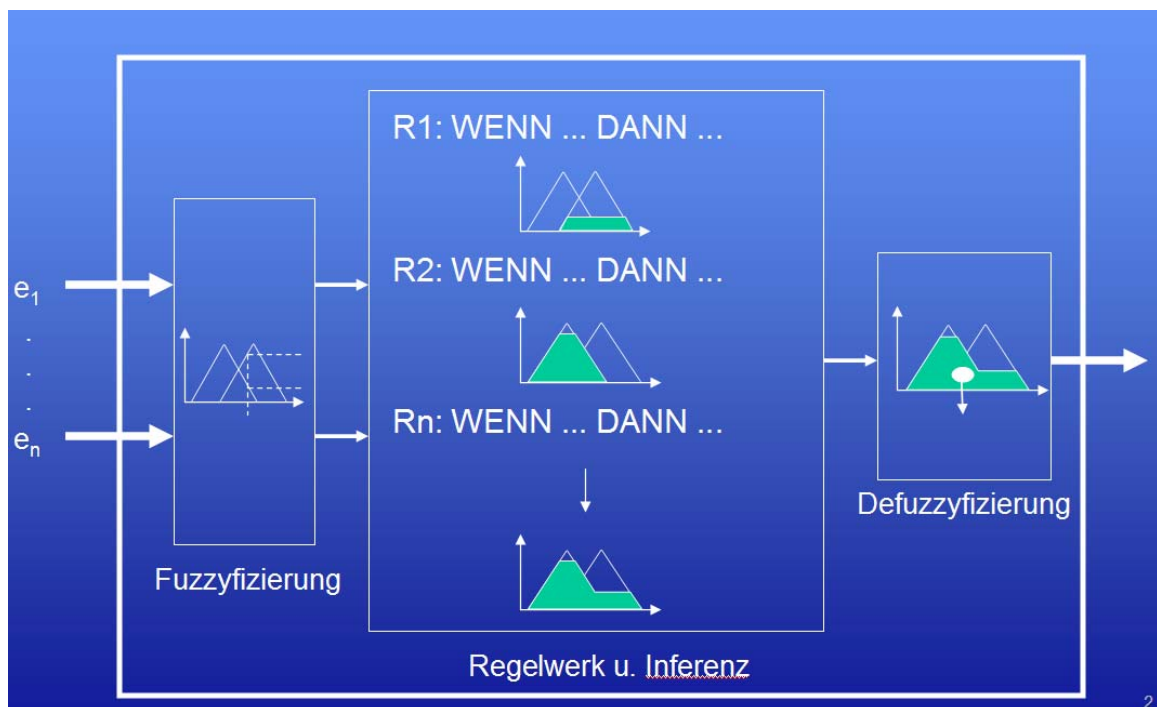 R1: WENN ... DANN ...
e1
.
.
.
en
R2: WENN ... DANN ...
Rn: WENN ... DANN ...
Fuzzyfizierung
Defuzzyfizierung
Regelwerk u. Inferenz
2